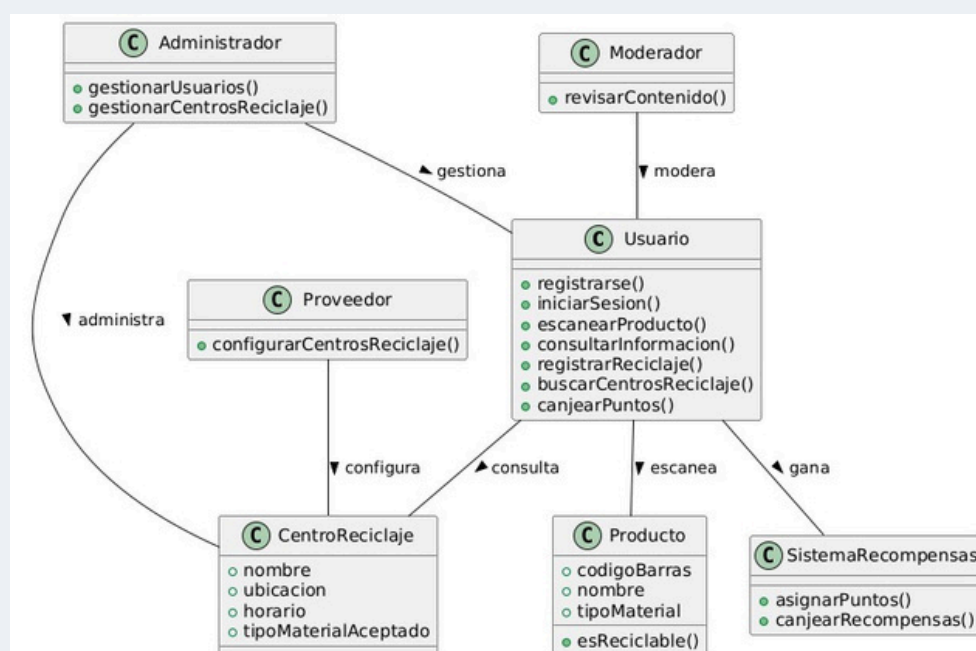 C Administrador
gestionarUsuarios()
gestionarCentrosReciclaje()
C Moderador
revisarContenido()
gestiona
modera
C Usuario
registrarse()
iniciarSesion()
escanearProducto()
consultarInformacion()
registrarReciclaje()
buscarCentrosReciclaje()
canjearPuntos()
administra
C Proveedor
configurarCentrosReciclaje()
configura
consulta
escanea
gana
C CentroReciclaje
nombre
ubicacion
horario
tipoMaterialAceptado
C Producto
codigoBarras
nombre
tipoMaterial
esReciclable()
C SistemaRecompensas
asignarPuntos()
canjearRecompensas()